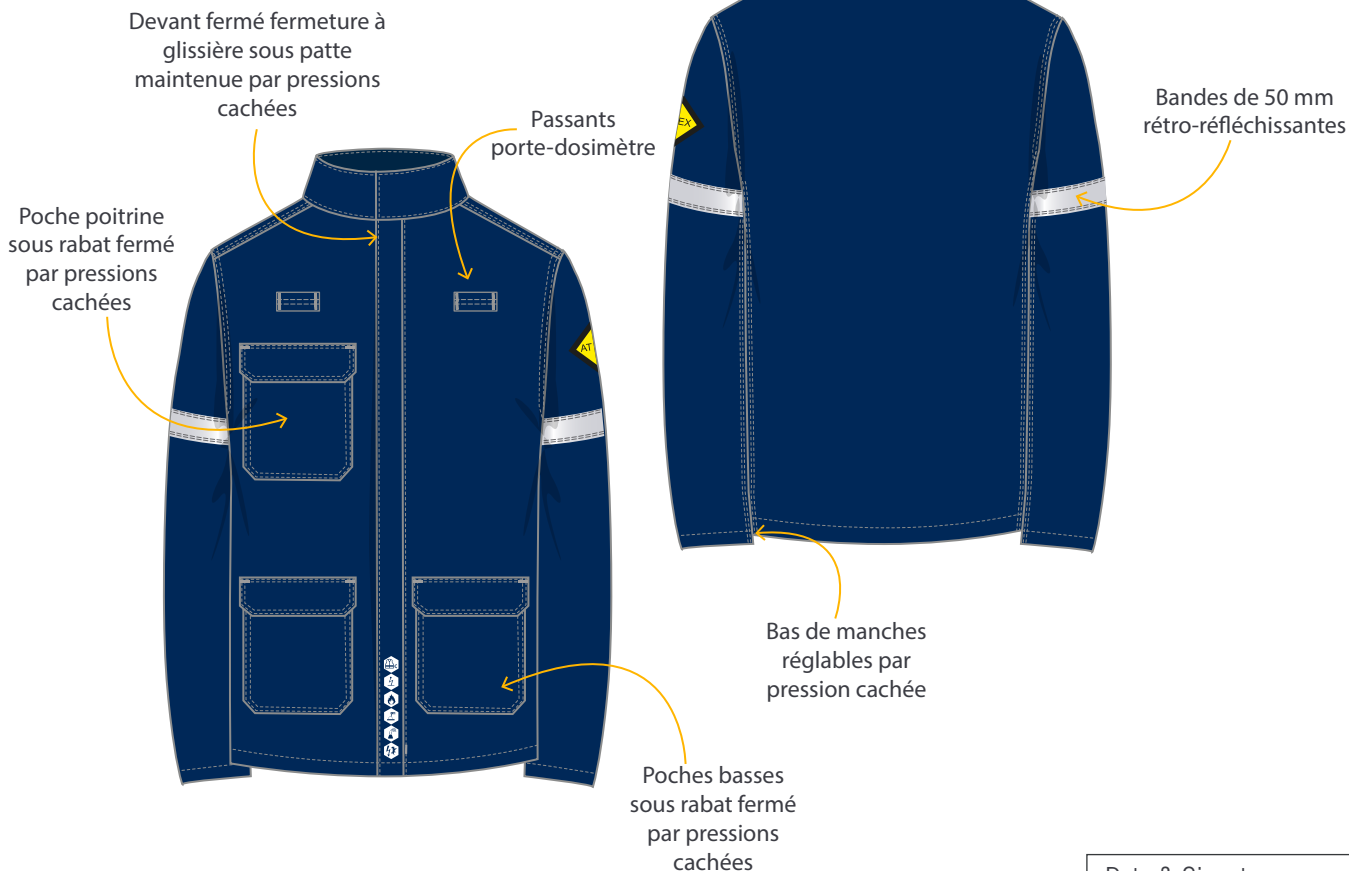 Devant fermé fermeture à
glissière sous patte
maintenue par pressions
cachées
Passants
porte-dosimètre
Bandes de 50 mm
rétro-réfléchissantes
Poche poitrine
sous rabat fermé
par pressions
cachées
EX
AT
Bas de manches
réglables par
pression cachée
Poches basses
sous rabat fermé
par pressions
cachées